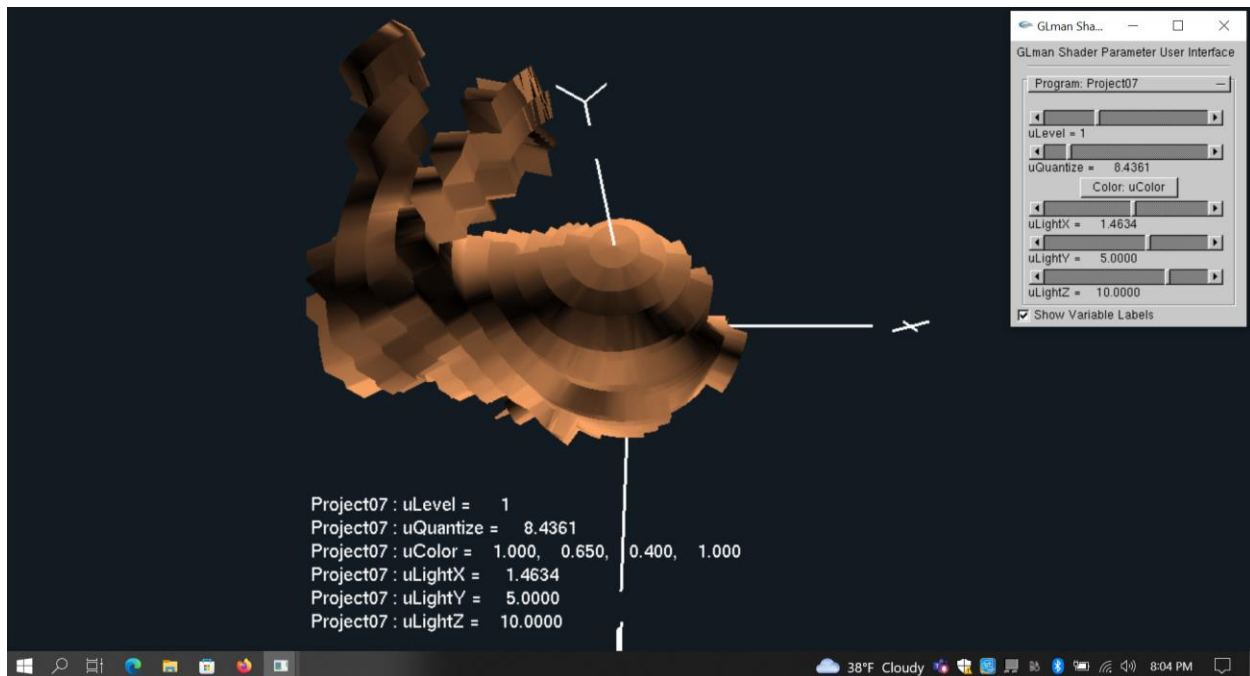 GLman Sha...
GLman Shader Parameter User Interface
Program: Project07
uLevel = 1
uQuantize = 8.4361
Color: uColor
uLightX = 1.4634
uLightY = 5.0000
uLightZ = 10.0000
Show Variable Labels
Project07 : uLevel = 1
Project07 : uQuantize = 8.4361
Project07 : uColor = 1.000, 0.650, 0.400, 1.000
Project07 : uLightX = 1.4634
Project07 : uLightY = 5.0000
Project07 : uLightZ = 10.0000
38°F Cloudy 8:04 PM